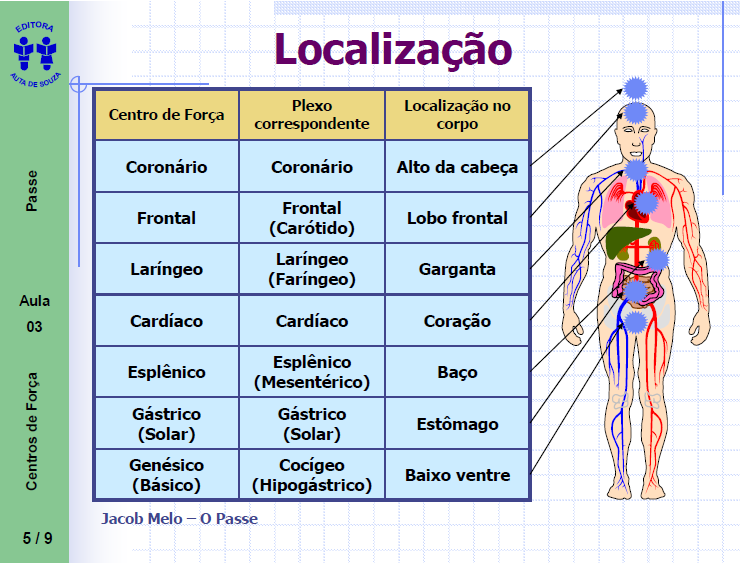 EDITORA
AUTA DE SOUZA
Passe
Aula
03
Centros de Força
5 / 9
Localização
Centro de Força
Plexo
correspondente
Localização no
corpo
Coronário
Coronário
Alto da cabeça
Frontal
Frontal
(Carótido)
Lobo frontal
Laríngeo
Laríngeo
(Faríngeo)
Garganta
Cardíaco
Cardíaco
Coração
Esplênico
Esplênico
(Mesentérico)
Baço
Gástrico
(Solar)
Gástrico
(Solar)
Estômago
Genésico
(Básico)
Cocígeo
(Hipogástrico)
Baixo ventre
Jacob Melo – O Passe